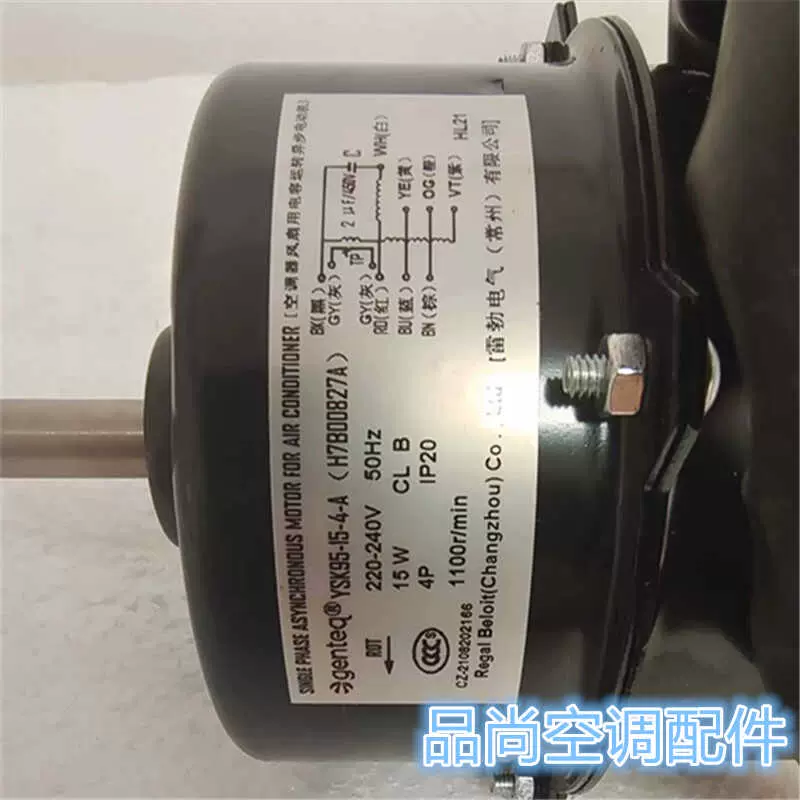 SINGLE PHASE ASYNCHRONOUS MOTOR FOR AIR CONDITIONER [空调器风扇用电容运转异步电动机]
genteq® YSK95-15-4-A (H7B00827A)
BK(黑)
GY(灰)
GY(灰)
RD(红)
BU(蓝)
BN(棕)
TP
2 μF/450V
C
WH(白)
YE(黄)
OG(橙)
VT(紫)
HL21
ROT
220-240V 50Hz
15W CL B
4P IP20
1100r/min
CCC S
CZ-2108202166
Regal Beloit(Changzhou) Co., [雷勃电气(常州)有限公司]
品尚空调配件